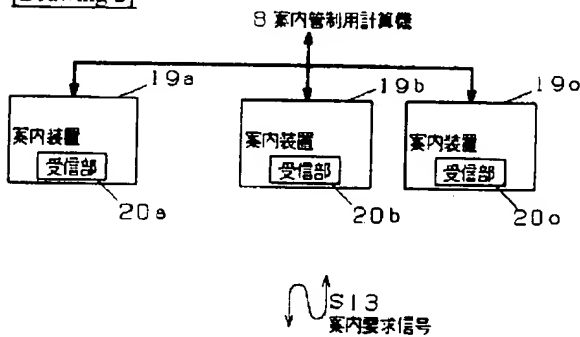 8 案内管制用計算機
19a
19b
19c
案内装置
案内装置
案内装置
受信部
受信部
受信部
20a
20b
20c
S13
案内要求信号